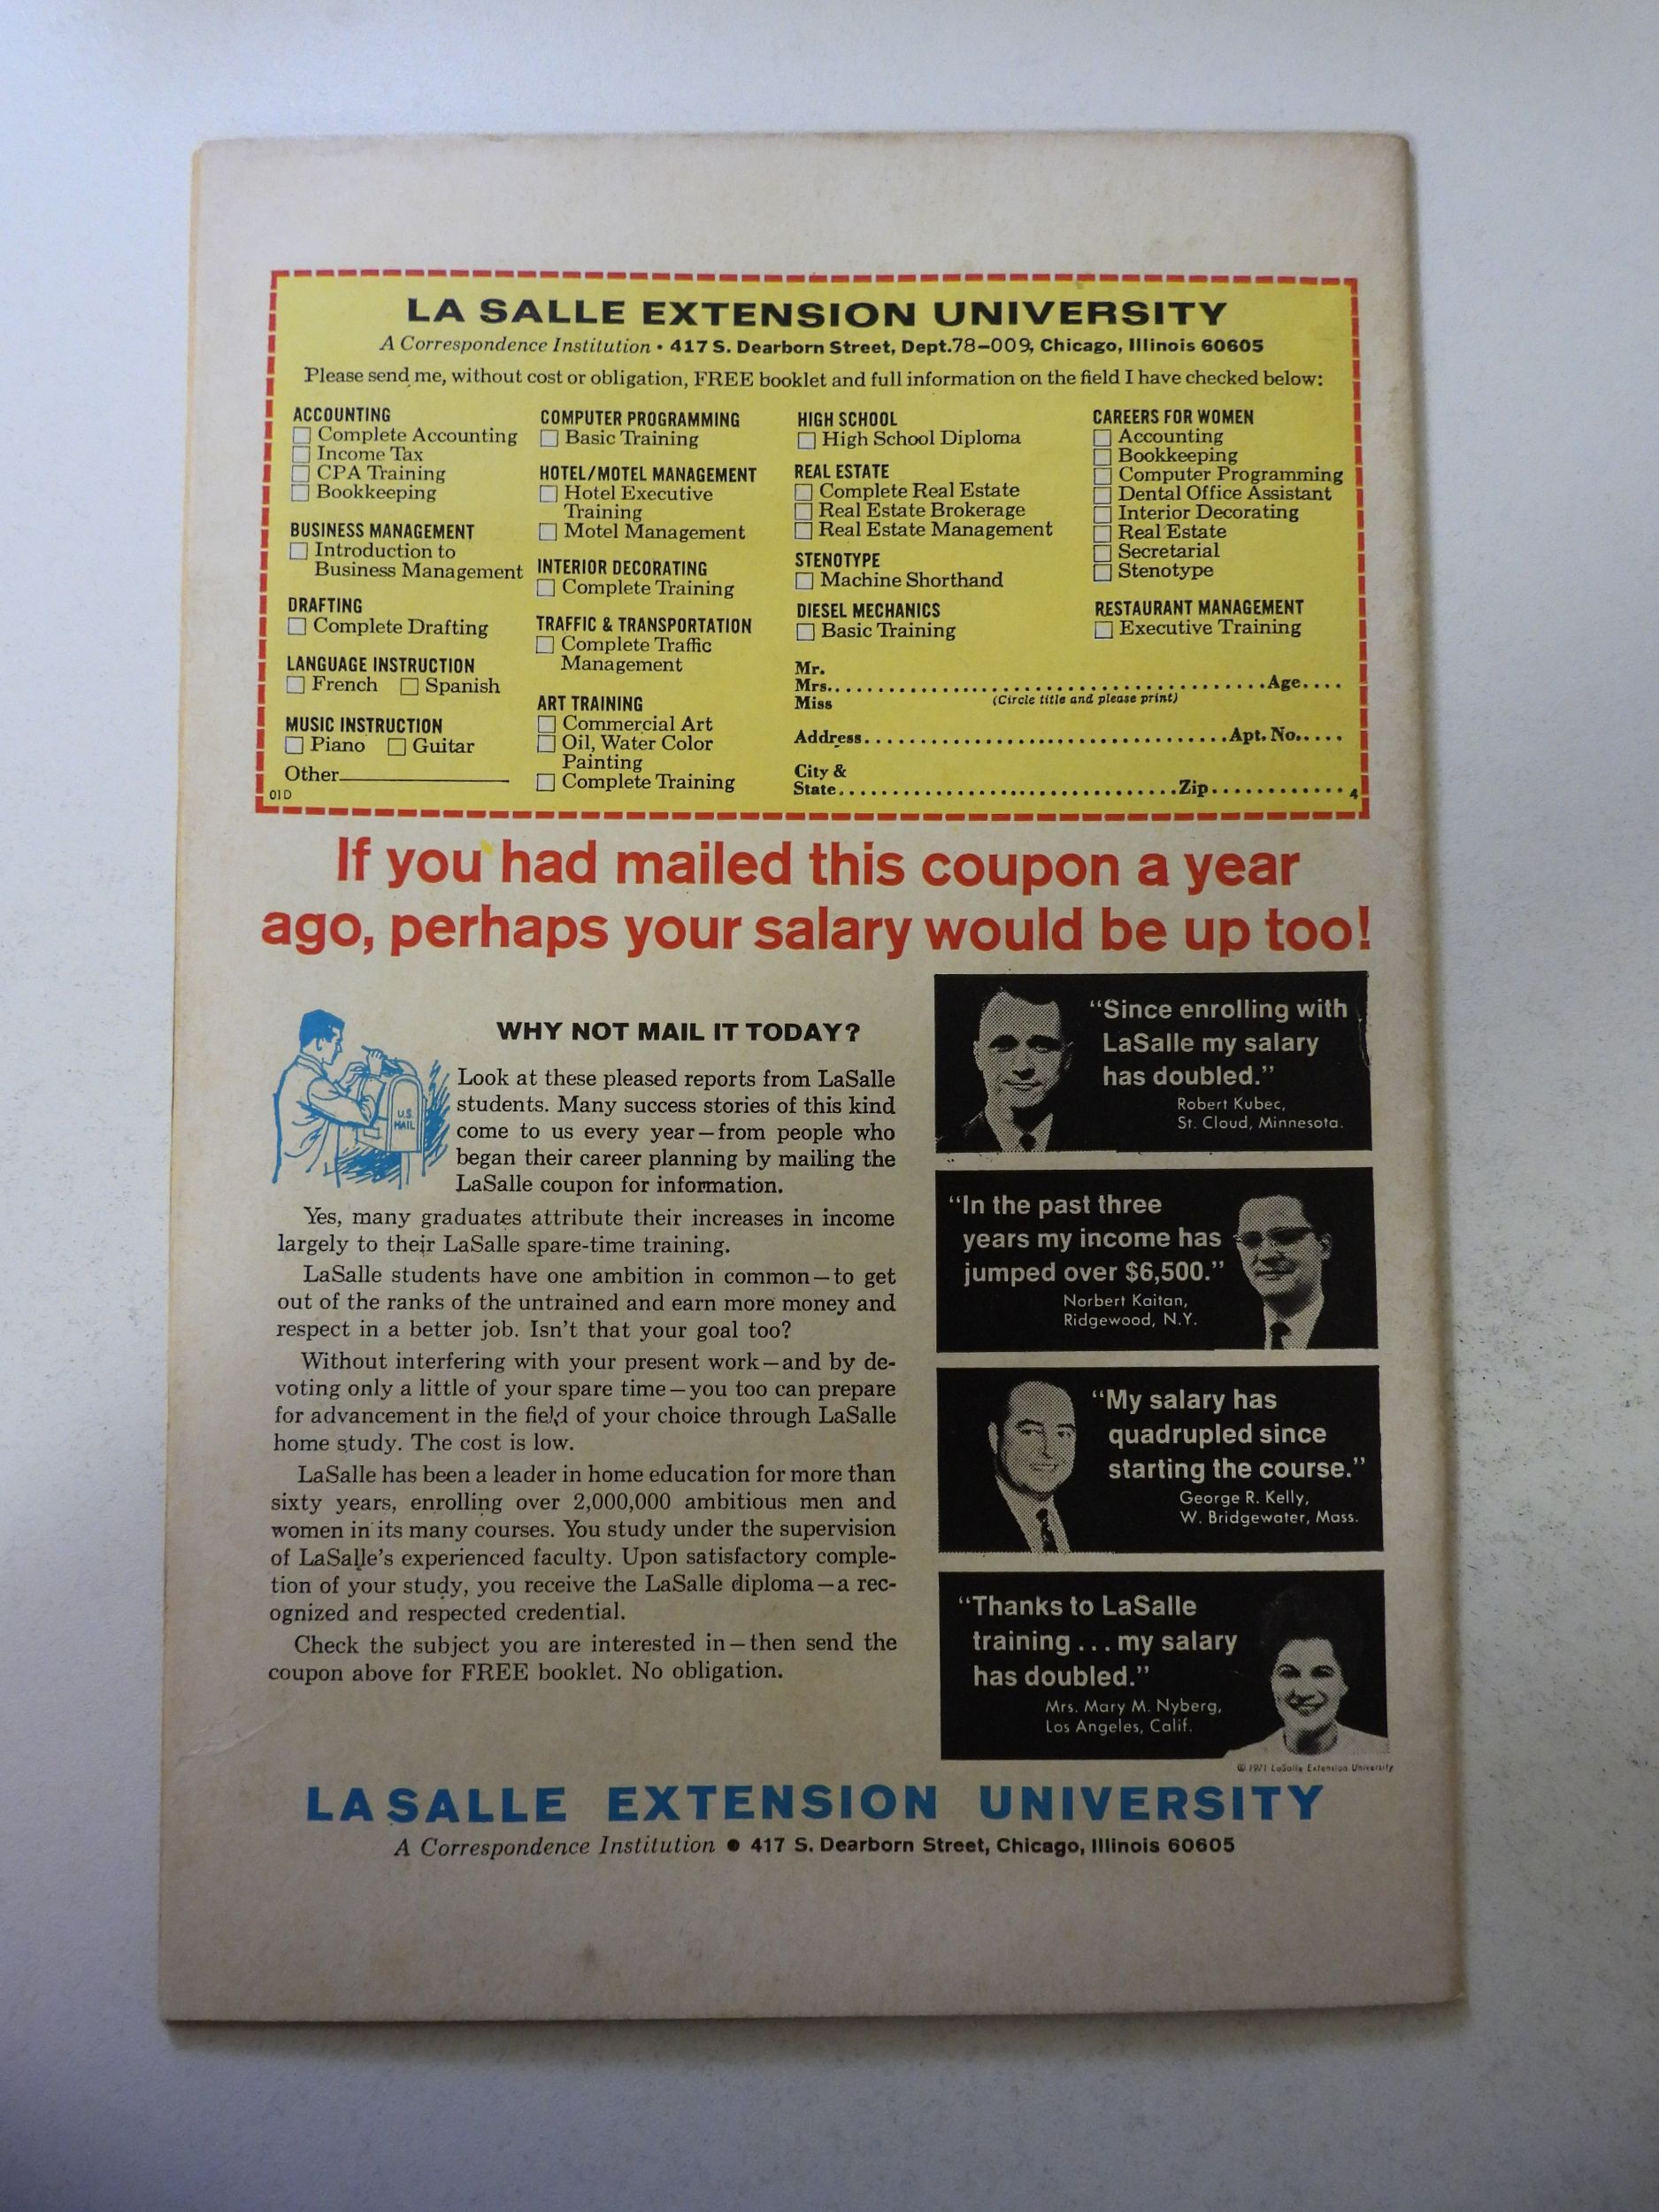 LA SALLE EXTENSION UNIVERSITY
A Correspondence Institution • 417 S. Dearborn Street, Dept.78-009, Chicago, Illinois 60605
Please send me, without cost or obligation, FREE booklet and full information on the field I have checked below:
ACCOUNTING
Complete Accounting
Income Tax
CPA Training
Bookkeeping
BUSINESS MANAGEMENT
Introduction to
Business Management
DRAFTING
Complete Drafting
LANGUAGE INSTRUCTION
French Spanish
MUSIC INSTRUCTION
Piano Guitar
Other
01D
COMPUTER PROGRAMMING
Basic Training
HOTEL/MOTEL MANAGEMENT
Hotel Executive
Training
Motel Management
INTERIOR DECORATING
Complete Training
TRAFFIC & TRANSPORTATION
Complete Traffic
Management
ART TRAINING
Commercial Art
Oil, Water Color
Painting
Complete Training
HIGH SCHOOL
High School Diploma
REAL ESTATE
Complete Real Estate
Real Estate Brokerage
Real Estate Management
STENOTYPE
Machine Shorthand
DIESEL MECHANICS
Basic Training
CAREERS FOR WOMEN
Accounting
Bookkeeping
Computer Programming
Dental Office Assistant
Interior Decorating
Real Estate
Secretarial
Stenotype
RESTAURANT MANAGEMENT
Executive Training
Mr.
Mrs. Age
Miss (Circle title and please print)
Address Apt. No.
City &
State Zip 4
If you had mailed this coupon a year
ago, perhaps your salary would be up too!
U.S.
MAIL
WHY NOT MAIL IT TODAY?
Look at these pleased reports from LaSalle
students. Many success stories of this kind
come to us every year—from people who
began their career planning by mailing the
LaSalle coupon for information.
Yes, many graduates attribute their increases in income
largely to their LaSalle spare-time training.
LaSalle students have one ambition in common—to get
out of the ranks of the untrained and earn more money and
respect in a better job. Isn't that your goal too?
Without interfering with your present work—and by de-
voting only a little of your spare time—you too can prepare
for advancement in the field of your choice through LaSalle
home study. The cost is low.
LaSalle has been a leader in home education for more than
sixty years, enrolling over 2,000,000 ambitious men and
women in its many courses. You study under the supervision
of LaSalle's experienced faculty. Upon satisfactory comple-
tion of your study, you receive the LaSalle diploma—a rec-
ognized and respected credential.
Check the subject you are interested in—then send the
coupon above for FREE booklet. No obligation.
"Since enrolling with
LaSalle my salary
has doubled."
Robert Kubec,
St. Cloud, Minnesota.
"In the past three
years my income has
jumped over $6,500."
Norbert Kaitan,
Ridgewood, N.Y.
"My salary has
quadrupled since
starting the course."
George R. Kelly,
W. Bridgewater, Mass.
"Thanks to LaSalle
training ... my salary
has doubled."
Mrs. Mary M. Nyberg,
Los Angeles, Calif.
© 1971 LaSalle Extension University
LASALLE EXTENSION UNIVERSITY
A Correspondence Institution • 417 S. Dearborn Street, Chicago, Illinois 60605